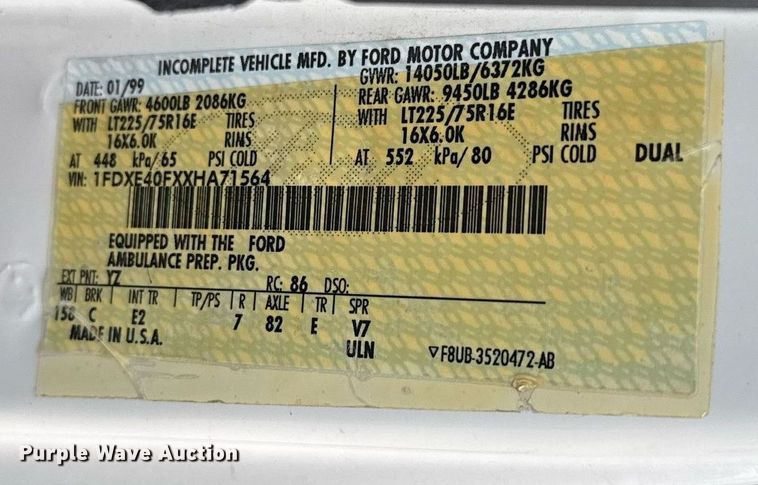 INCOMPLETE VEHICLE MFD. BY FORD MOTOR COMPANY
DATE: 01/99 GVWR: 14050LB/6372KG
FRONT GAWR: 4600LB 2086KG REAR GAWR: 9450LB 4286KG
WITH LT225/75R16E TIRES WITH LT225/75R16E TIRES
16X6.0K RIMS 16X6.0K RIMS
AT 448 kPa/65 PSI COLD AT 552 kPa/80 PSI COLD DUAL
VIN: 1FDXE40FXXHA71564
EQUIPPED WITH THE FORD
AMBULANCE PREP. PKG.
EXT PNT: YZ RC: 86 DSO:
WB BRK INT TR TP/PS R AXLE TR SPR
158 C E2 7 82 E V7
MADE IN U.S.A. ULN ▽F8UB-3520472-AB
Purple Wave Auction